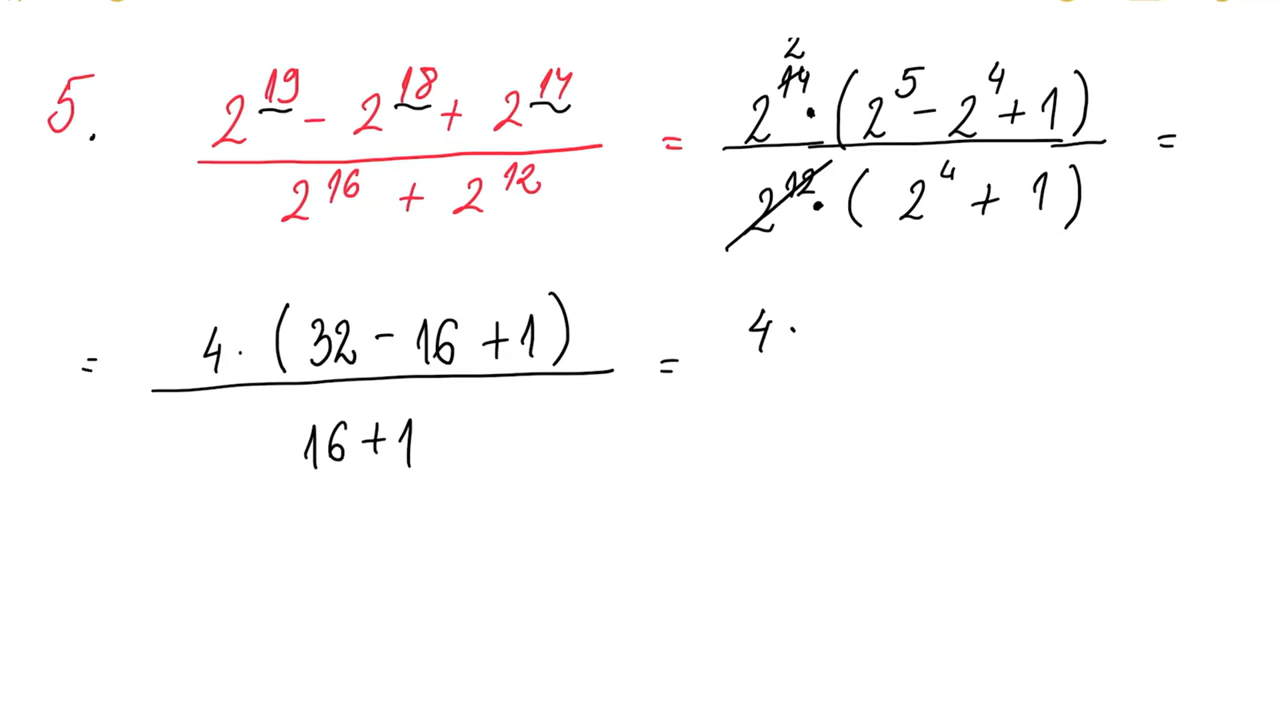 5. (2^19 - 2^18 + 2^14) / (2^16 + 2^12) = (2^14 2 · (2^5 - 2^4 + 1)) / (2^12 · (2^4 + 1)) =
= (4 · (32 - 16 + 1)) / (16 + 1) = 4 ·